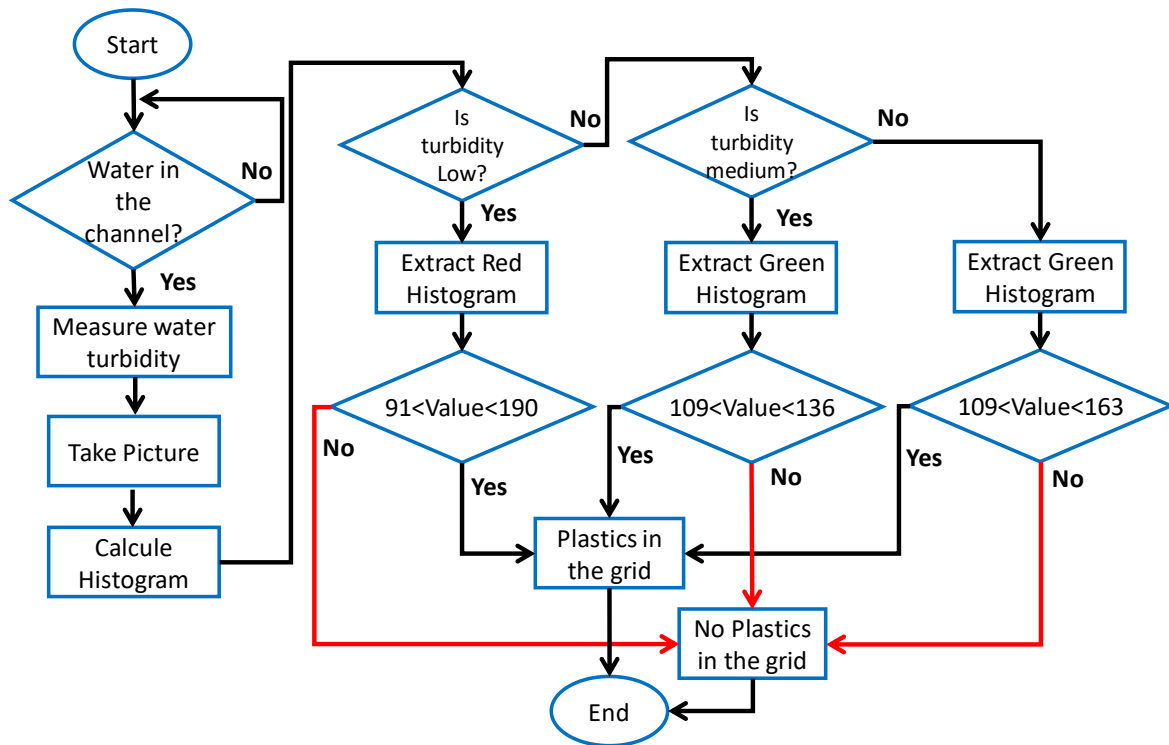 Start
Water in
the
channel?
No
Yes
Measure water
turbidity
Take Picture
Calcule
Histogram
Is
turbidity
Low?
No
Yes
Extract Red
Histogram
91<Value<190
No
Yes
Is
turbidity
medium?
No
Yes
Extract Green
Histogram
109<Value<136
Yes
No
Extract Green
Histogram
109<Value<163
Yes
No
Plastics in
the grid
No Plastics
in the grid
End